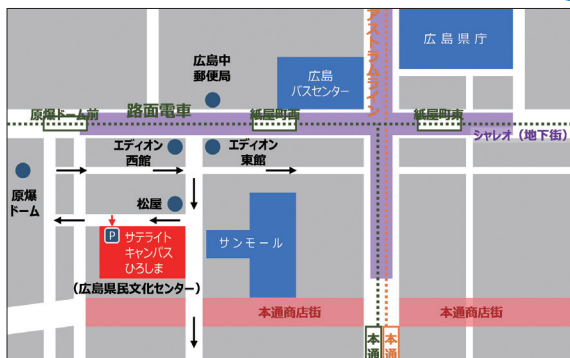 アストラムライン
広島県庁
広島中
郵便局
広島
バスセンター
原爆ドーム前
路面電車
紙屋町西
紙屋町東
シャレオ（地下街）
エディオン
西館
エディオン
東館
原爆
ドーム
松屋
P
サテライト
キャンパス
ひろしま
サンモール
（広島県民文化センター）
本通商店街
本通商店街
本通
本通